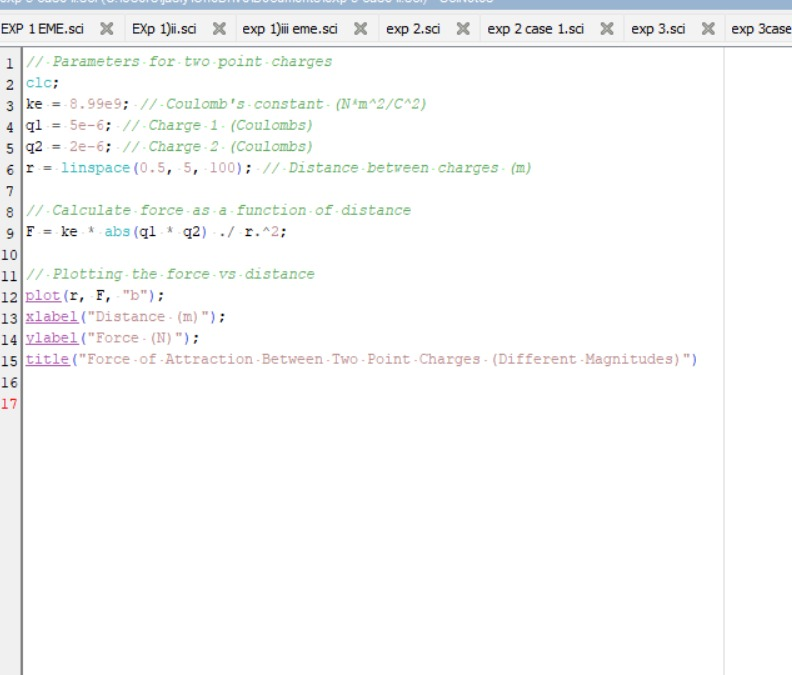 EXP 1 EME.sci EXp 1)ii.sci exp 1)iii eme.sci exp 2.sci exp 2 case 1.sci exp 3.sci exp 3case
1 // Parameters for two point charges
2 clc;
3 ke = 8.99e9; // Coulomb's constant (N*m^2/C^2)
4 q1 = 5e-6; // Charge 1 (Coulombs)
5 q2 = 2e-6; // Charge 2 (Coulombs)
6 r = linspace(0.5, 5, 100); // Distance between charges (m)
7
8 // Calculate force as a function of distance
9 F = ke * abs(q1 * q2) ./ r.^2;
10
11 // Plotting the force vs distance
12 plot(r, F, "b");
13 xlabel("Distance (m)");
14 ylabel("Force (N)");
15 title("Force of Attraction Between Two Point Charges (Different Magnitudes)")
16
17